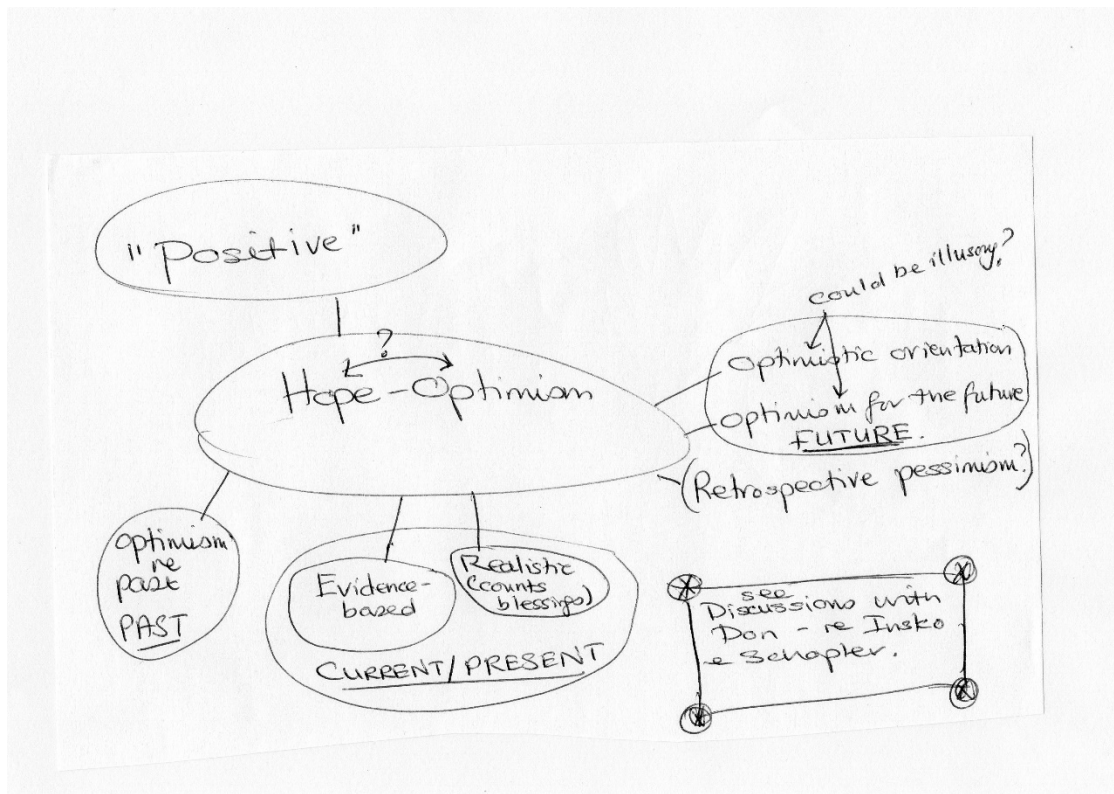 "Positive"
?
Hope-Optimism
could be illusory?
Optimistic orientation
optimism for the future
FUTURE.
(Retrospective pessimism?)
optimism
re
past
PAST
Evidence-
based
Realistic
(counts
blessings)
CURRENT/PRESENT
see
Discussions with
Don - re Insko
e Schopler.